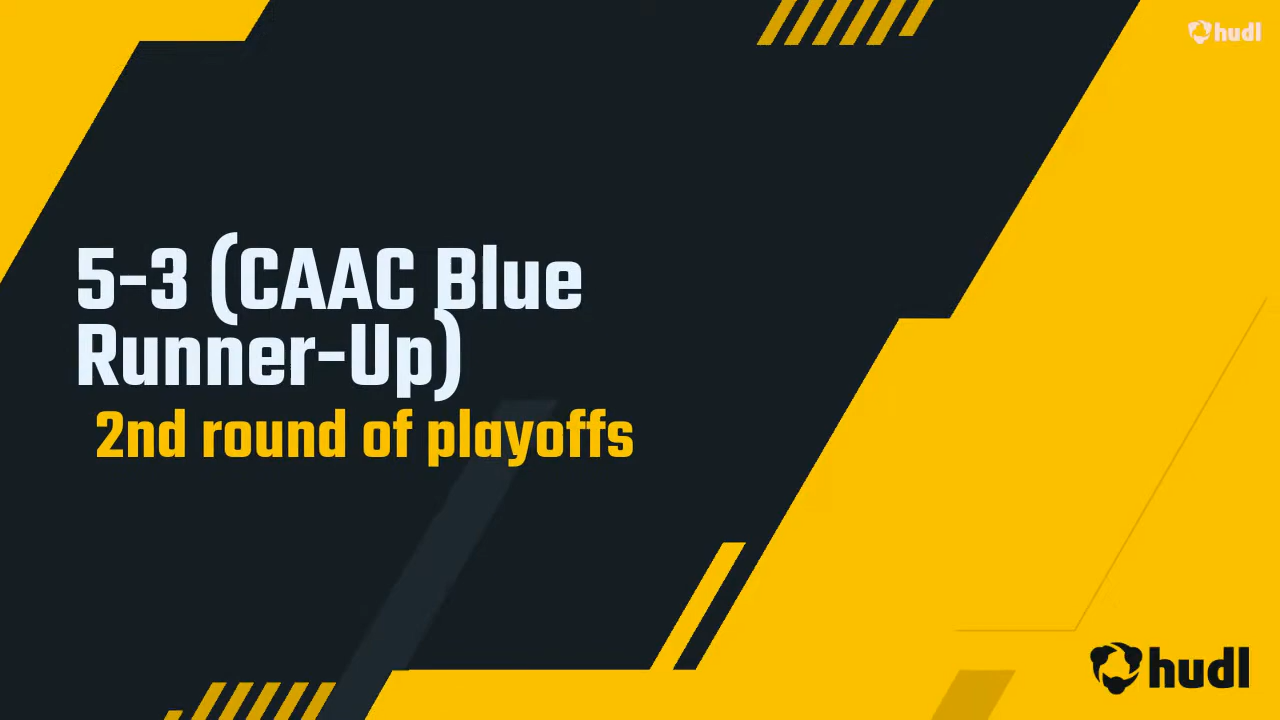 hudl
5-3 (CAAC Blue
Runner-Up)
2nd round of playoffs
hudl